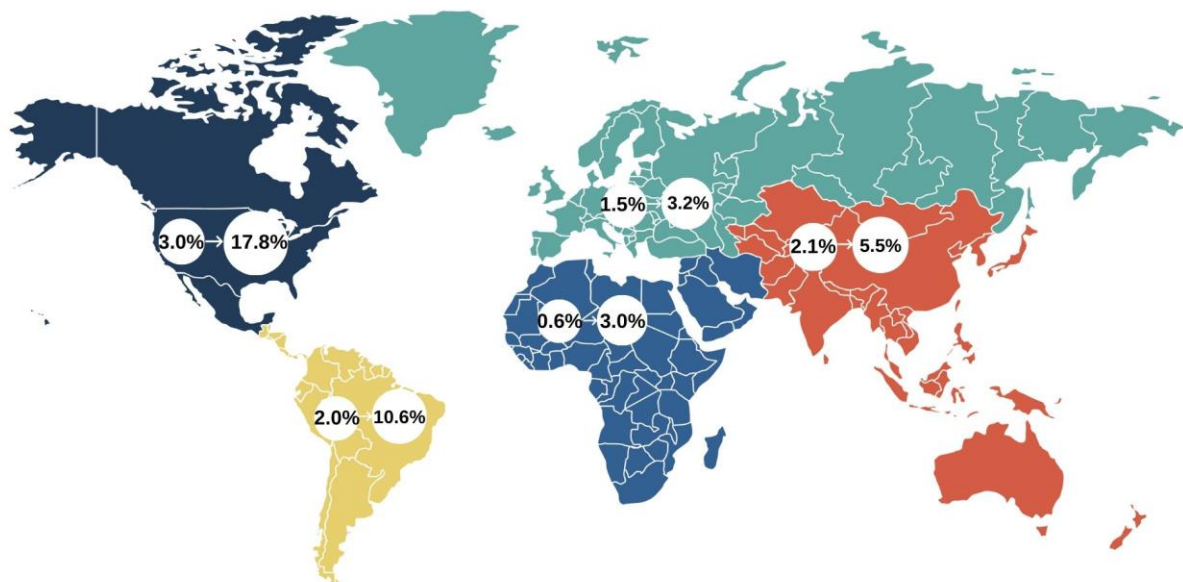 1.5% → 3.2%
3.0% → 17.8%
2.1% → 5.5%
0.6% → 3.0%
2.0% → 10.6%